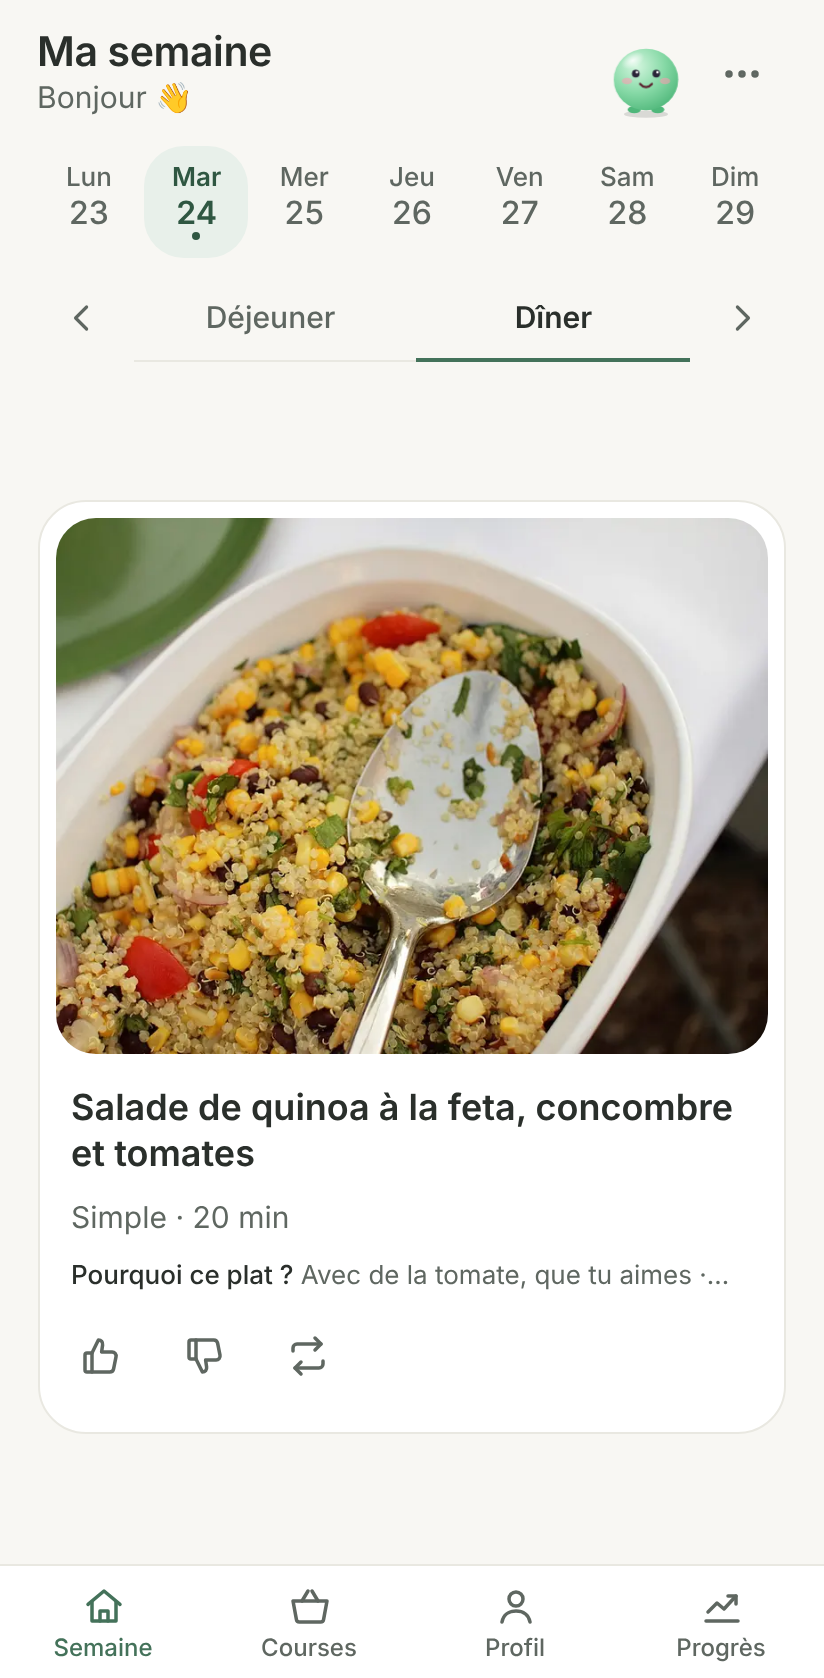 Ma semaine
Bonjour 👋
Lun Mar Mer Jeu Ven Sam Dim
23 24 25 26 27 28 29
Déjeuner Dîner
Salade de quinoa à la feta, concombre
et tomates
Simple · 20 min
Pourquoi ce plat ? Avec de la tomate, que tu aimes ·...
Semaine Courses Profil Progrès